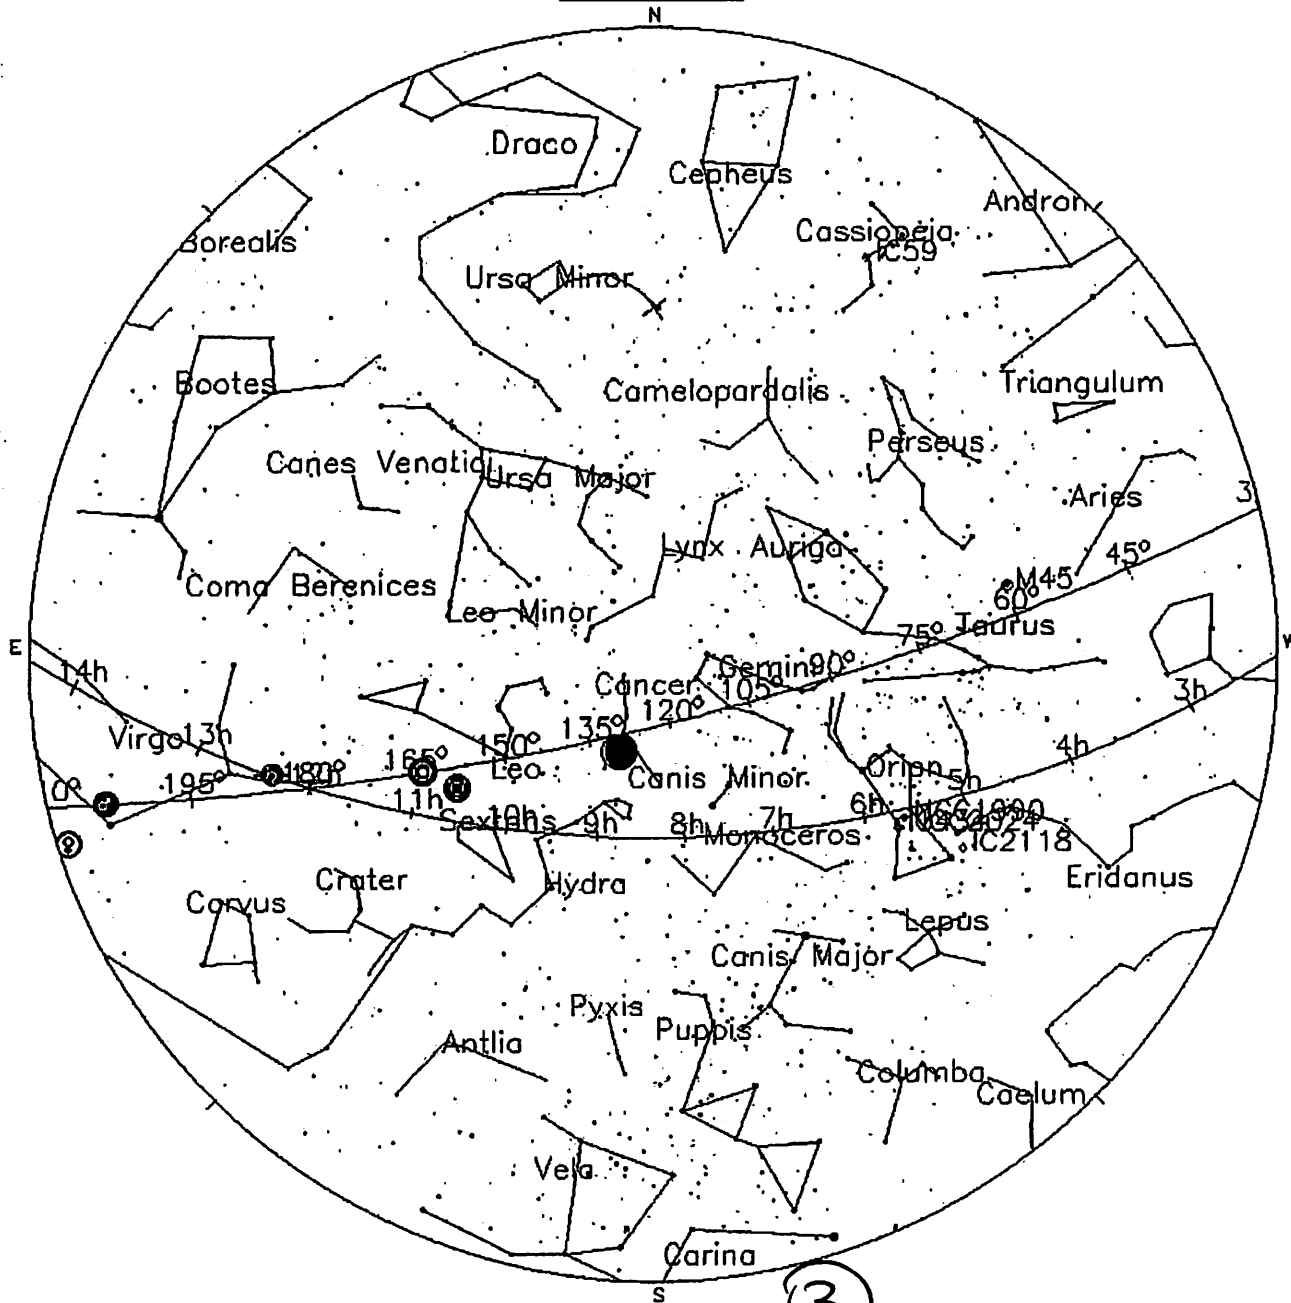 N
Draco
Cepheus
Andron
Cassiopeja
IC59
Borealis
Ursa Minor
Bootes
Camelopardalis
Triangulum
Perseus
Canes Venatici
Ursa Major
Aries
3
Lynx Auriga
45°
M45
60°
Coma Berenices
Leo Minor
Taurus
75°
E
W
14h
Gemini
90°
Cancer
105°
120°
3h
Virgo
13h
135°
150°
165°
4h
Leo
Canis Minor
Orion
5h
180°
195°
0°
11h
Sextans
10h
9h
8h
7h
6h
Monoceros
IC2118
Crater
Hydra
Eridanus
Corvus
Lepus
Canis Major
Pyxis
Puppis
Antlia
Columba
Caelum
Vela
Carina
S
3